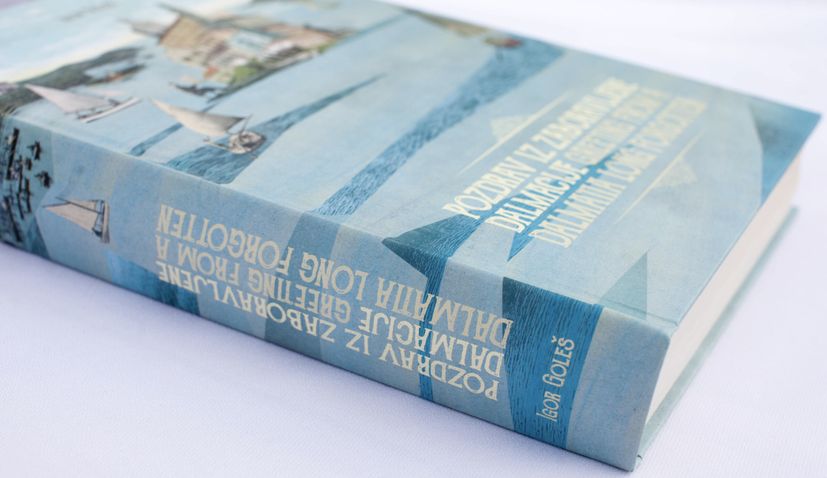 POZDRAV IZ ZABORAVLJENE
DALMACIJE GREETING FROM A
DALMATIA LONG FORGOTTEN
POZDRAV IZ ZABORAVLJENE
DALMACIJE GREETING FROM A
DALMATIA LONG FORGOTTEN
IGOR GOLEŠ